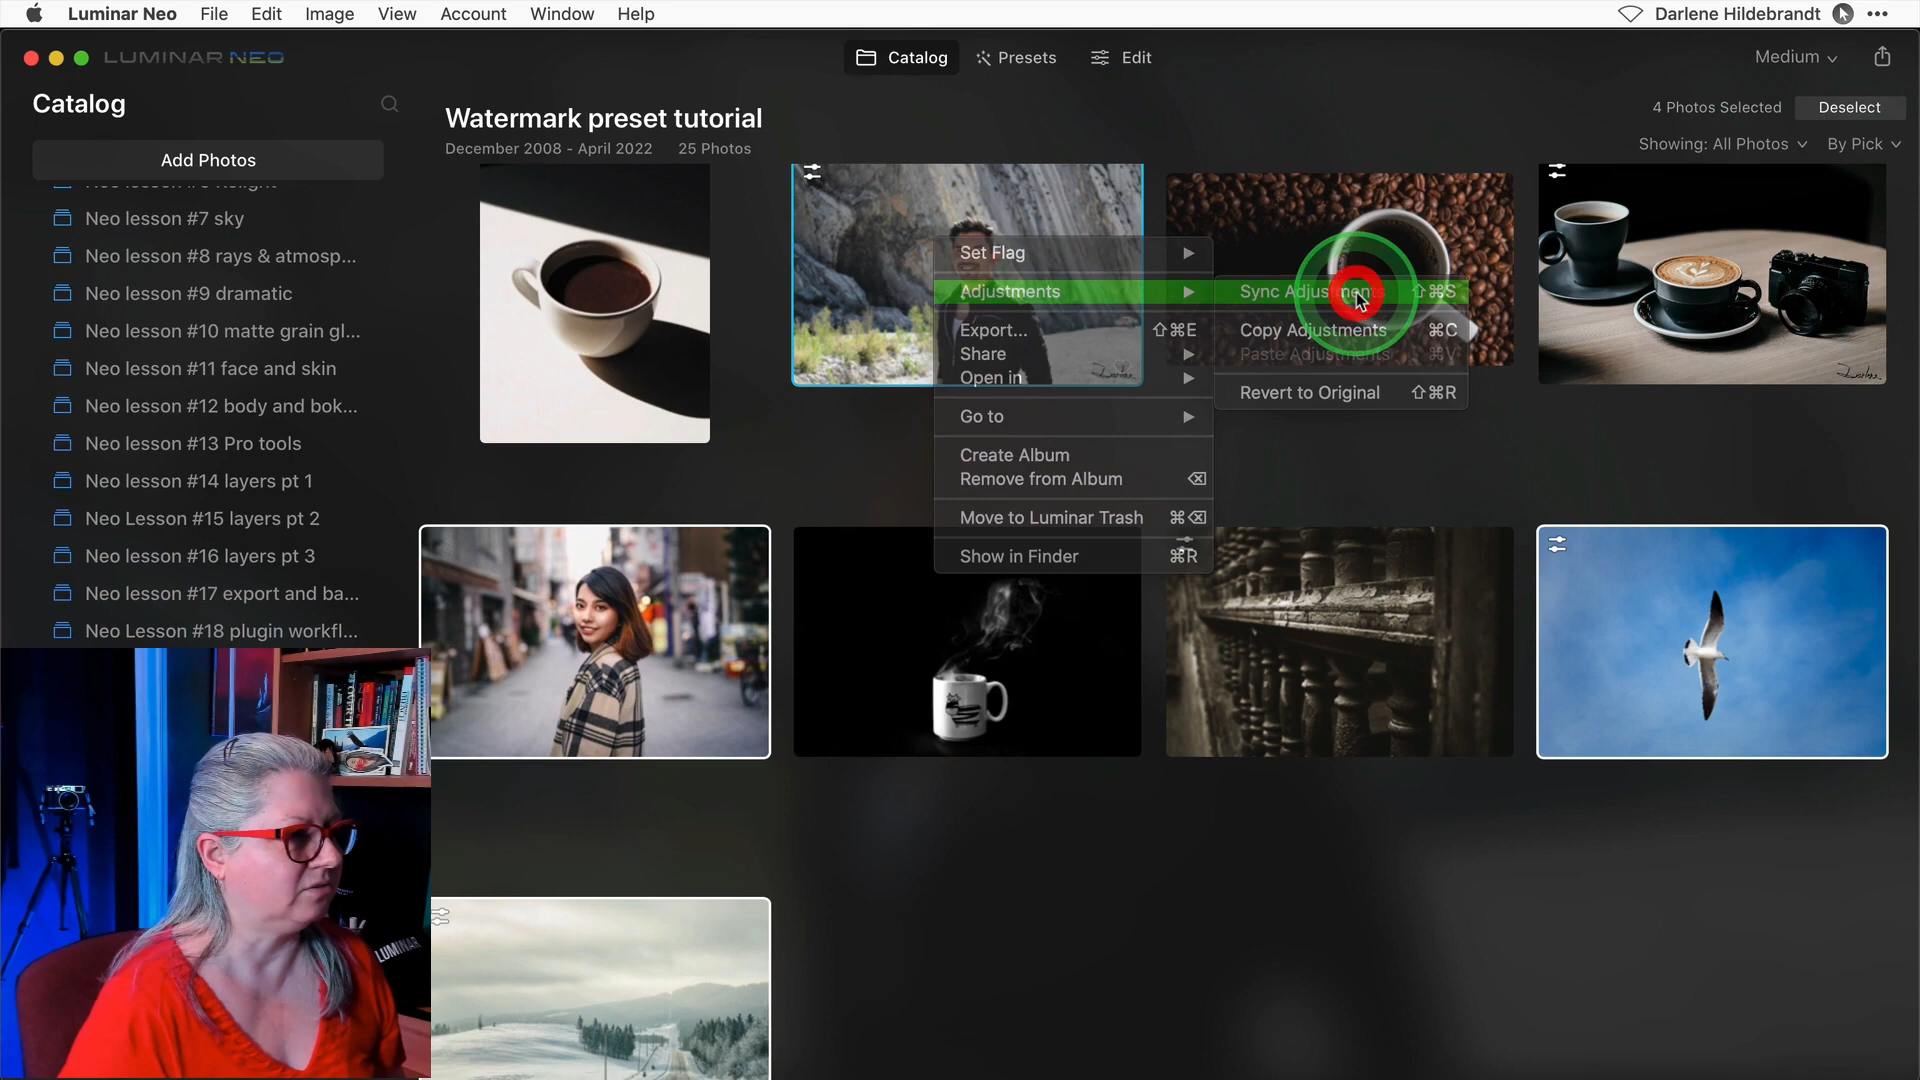 Luminar Neo File Edit Image View Account Window Help Darlene Hildebrandt
LUMINAR NEO
Catalog Presets Edit Medium
Catalog
Add Photos
Neo lesson #7 sky
Neo lesson #8 rays & atmosp...
Neo lesson #9 dramatic
Neo lesson #10 matte grain gl...
Neo lesson #11 face and skin
Neo lesson #12 body and bok...
Neo lesson #13 Pro tools
Neo lesson #14 layers pt 1
Neo Lesson #15 layers pt 2
Neo lesson #16 layers pt 3
Neo lesson #17 export and ba...
Neo Lesson #18 plugin workfl...
Watermark preset tutorial
December 2008 - April 2022 25 Photos
4 Photos Selected Deselect
Showing: All Photos By Pick
Set Flag
Adjustments
Export... ⇧⌘E
Share
Open in
Go to
Create Album
Remove from Album ⌫
Move to Luminar Trash ⌘⌫
Show in Finder ⌘R
Sync Adjustments ⇧⌘S
Copy Adjustments ⌘C
Paste Adjustments ⌘V
Revert to Original ⇧⌘R
Darlene
LUMINAR